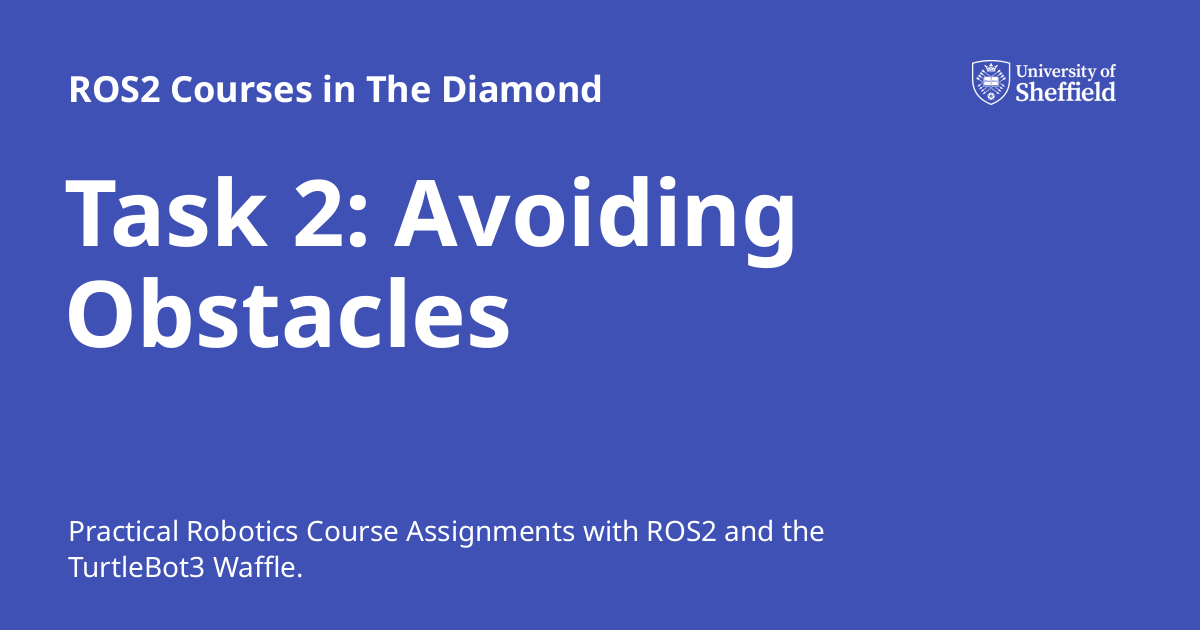 ROS2 Courses in The Diamond
University of
Sheffield
Task 2: Avoiding
Obstacles
Practical Robotics Course Assignments with ROS2 and the
TurtleBot3 Waffle.